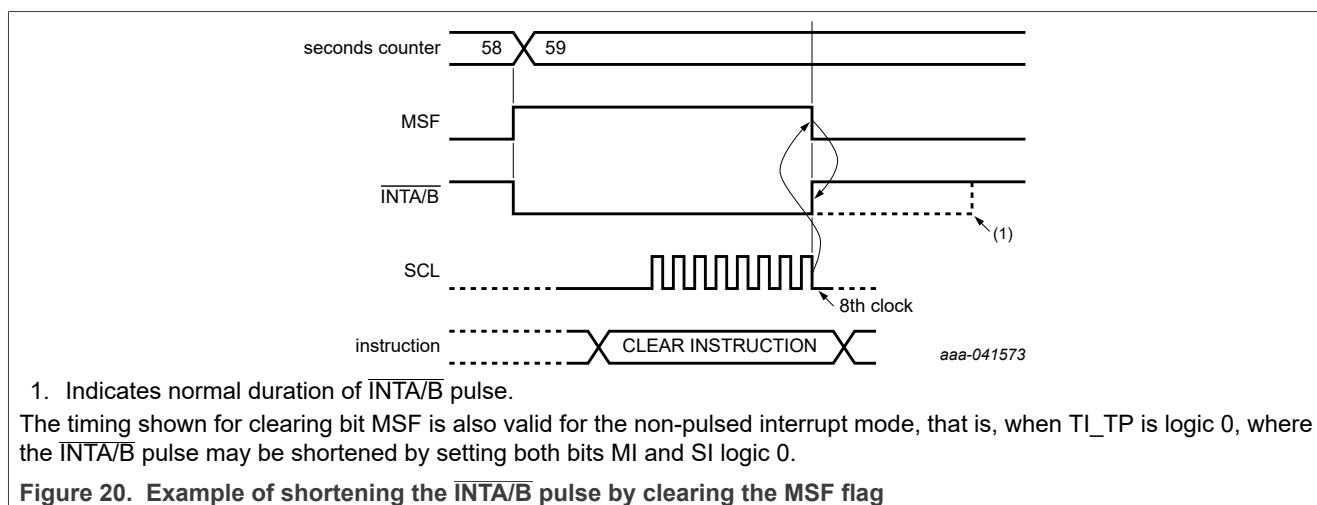 seconds counter 58 59
MSF
INTA/B
(1)
SCL
8th clock
instruction CLEAR INSTRUCTION
aaa-041573
1. Indicates normal duration of INTA/B pulse.
The timing shown for clearing bit MSF is also valid for the non-pulsed interrupt mode, that is, when TI_TP is logic 0, where
the INTA/B pulse may be shortened by setting both bits MI and SI logic 0.
Figure 20. Example of shortening the INTA/B pulse by clearing the MSF flag